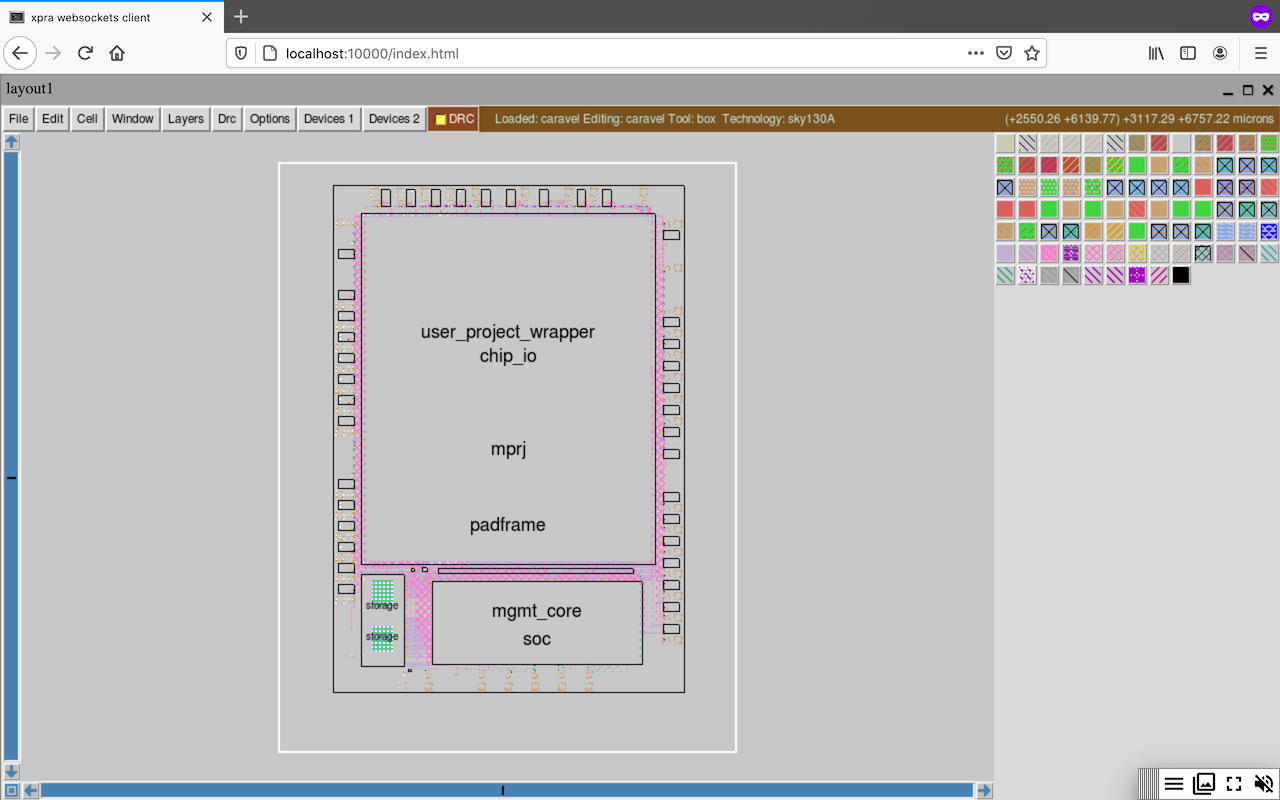 xpra websockets client
localhost:10000/index.html
layout1
File Edit Cell Window Layers Drc Options Devices 1 Devices 2 DRC Loaded: caravel Editing: caravel Tool: box Technology: sky130A (+2550.26 +6139.77) +3117.29 +6757.22 microns
user_project_wrapper
chip_io
mprj
padframe
storage
storage
mgmt_core
soc